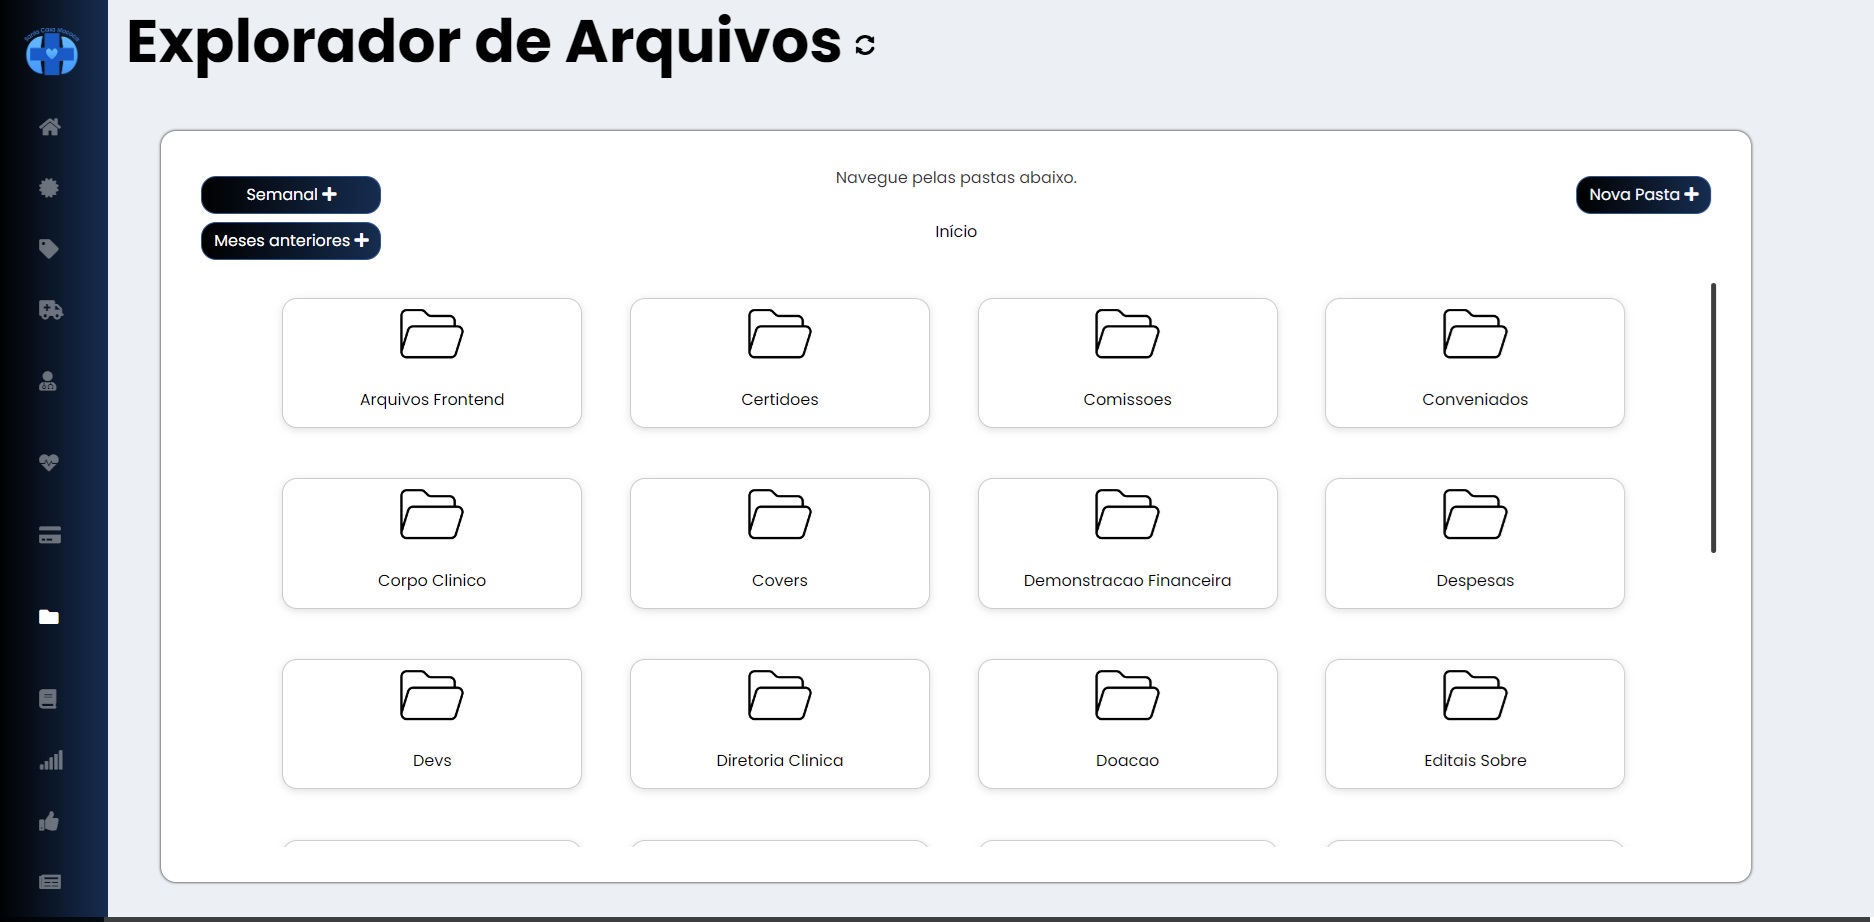 Explorador de Arquivos
Semanal
Meses anteriores
Navegue pelas pastas abaixo.
Início
Nova Pasta
Arquivos Frontend
Certidoes
Comissoes
Conveniados
Corpo Clinico
Covers
Demonstracao Financeira
Despesas
Devs
Diretoria Clinica
Doacao
Editais Sobre